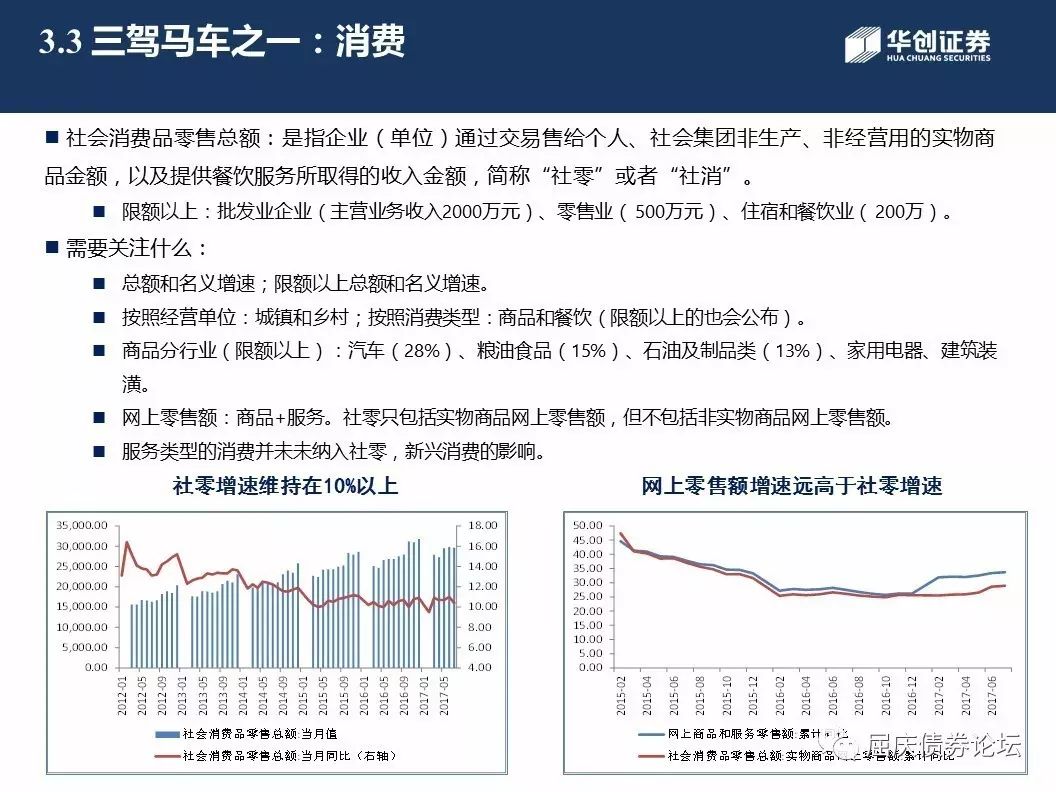 3.3 三驾马车之一：消费
华创证券
HUA CHUANG SECURITIES
■ 社会消费品零售总额：是指企业（单位）通过交易售给个人、社会集团非生产、非经营用的实物商
品金额，以及提供餐饮服务所取得的收入金额，简称“社零”或者“社消”。
■ 限额以上：批发业企业（主营业务收入2000万元）、零售业（ 500万元）、住宿和餐饮业（ 200万）。
■ 需要关注什么：
■ 总额和名义增速；限额以上总额和名义增速。
■ 按照经营单位：城镇和乡村；按照消费类型：商品和餐饮（限额以上的也会公布）。
■ 商品分行业（限额以上）：汽车（28%）、粮油食品（15%）、石油及制品类（13%）、家用电器、建筑装
潢。
■ 网上零售额：商品+服务。社零只包括实物商品网上零售额，但不包括非实物商品网上零售额。
■ 服务类型的消费并未未纳入社零，新兴消费的影响。
社零增速维持在10%以上
35,000.00
30,000.00
25,000.00
20,000.00
15,000.00
10,000.00
5,000.00
0.00
18.00
16.00
14.00
12.00
10.00
8.00
6.00
4.00
2012-01
2012-05
2012-09
2013-01
2013-05
2013-09
2014-01
2014-05
2014-09
2015-01
2015-05
2015-09
2016-01
2016-05
2016-09
2017-01
2017-05
社会消费品零售总额:当月值
社会消费品零售总额:当月同比（右轴）
网上零售额增速远高于社零增速
50.00
45.00
40.00
35.00
30.00
25.00
20.00
15.00
10.00
5.00
0.00
2015-02
2015-04
2015-06
2015-08
2015-10
2015-12
2016-02
2016-04
2016-06
2016-08
2016-10
2016-12
2017-02
2017-04
2017-06
网上商品和服务零售额:累计同比
社会消费品零售总额:实物商品网上零售额:累计同比
屈庆债券论坛